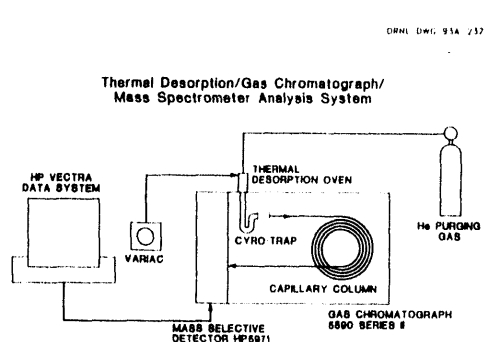 ORNL DWG 93A 237
Thermal Desorption/Gas Chromatograph/
Mass Spectrometer Analysis System
HP VECTRA
DATA SYSTEM
VARIAC
THERMAL
DESORPTION OVEN
CYRO TRAP
He PURGING
GAS
CAPILLARY COLUMN
MASS SELECTIVE
DETECTOR HP5971
GAS CHROMATOGRAPH
5890 SERIES II